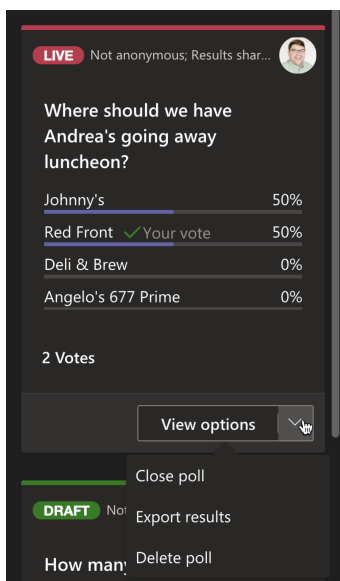 LIVE Not anonymous; Results shar...
Where should we have
Andrea's going away
luncheon?
Johnny's 50%
Red Front Your vote 50%
Deli & Brew 0%
Angelo's 677 Prime 0%
2 Votes
View options
Close poll
DRAFT Not
Export results
How many
Delete poll